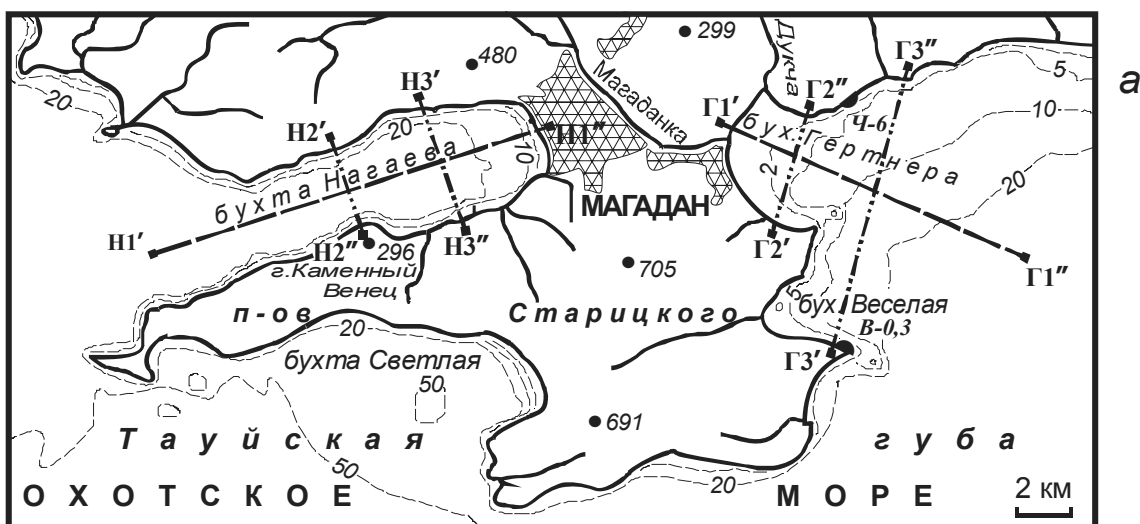 299
5
Г3″
а
20
480
Дукча
Г2″
10
Н3′
Магаданка
Г1′
Ч-6
20
Н2′
Н1″
бух. Гертнера
10
2
20
бухта Нагаева
МАГАДАН
Н1′
Н2″
Н3″
Г2′
296
705
Г1″
г.Каменный
Венец
5
бух. Веселая
п-ов Старицкого
В-0,3
20
Г3′
бухта Светлая
50
691
Тауйская губа
50
20
ОХОТСКОЕ МОРЕ
2 км